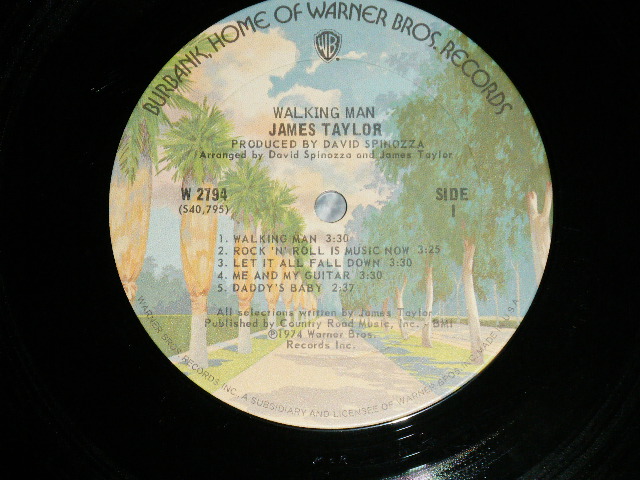 BURBANK, HOME OF WARNER BROS. RECORDS
WB
WALKING MAN
JAMES TAYLOR
PRODUCED BY DAVID SPINOZZA
Arranged by David Spinozza and James Taylor
W 2794
(S40,795)
SIDE
1
1. WALKING MAN 3:30
2. ROCK 'N' ROLL IS MUSIC NOW 3:25
3. LET IT ALL FALL DOWN 3:30
4. ME AND MY GUITAR 3:30
5. DADDY'S BABY 2:37
All selections written by James Taylor
Published by Country Road Music, Inc. - BMI
℗1974 Warner Bros.
Records Inc.
WARNER BROS. RECORDS INC., A SUBSIDIARY AND LICENSEE OF WARNER BROS. INC. MADE IN U.S.A.